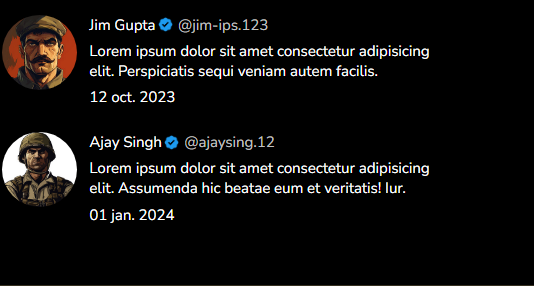 Jim Gupta @jim-ips.123
Lorem ipsum dolor sit amet consectetur adipisicing
elit. Perspiciatis sequi veniam autem facilis.
12 oct. 2023
Ajay Singh @ajaysing.12
Lorem ipsum dolor sit amet consectetur adipisicing
elit. Assumenda hic beatae eum et veritatis! Iur.
01 jan. 2024